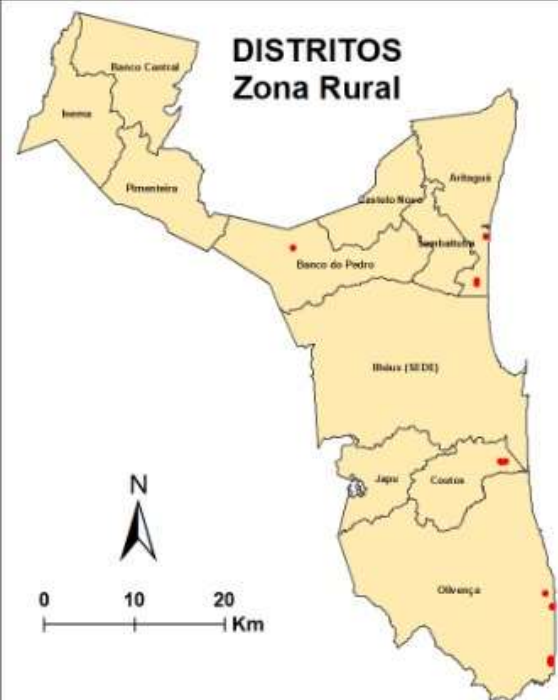 DISTRITOS
Zona Rural
Banco Central
Inema
Pimenteira
Aritaguá
Castelo Novo
Sambaituba
Banco do Pedro
Ilhéus (SEDE)
Japu
Coutos
Olivença
N
0 10 20
Km